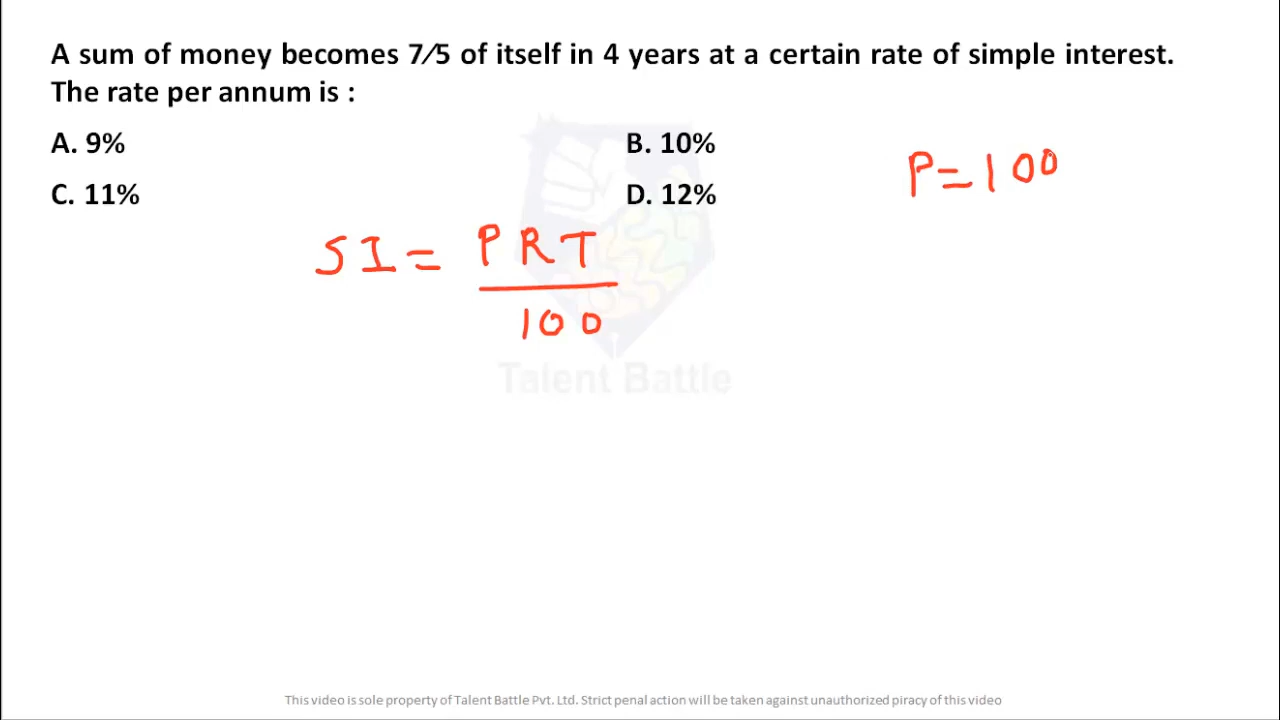 A sum of money becomes 7⁄5 of itself in 4 years at a certain rate of simple interest.
The rate per annum is :
A. 9% B. 10%
C. 11% D. 12%
P=100
SI= PRT
100
Talent Battle
This video is sole property of Talent Battle Pvt. Ltd. Strict penal action will be taken against unauthorized piracy of this video